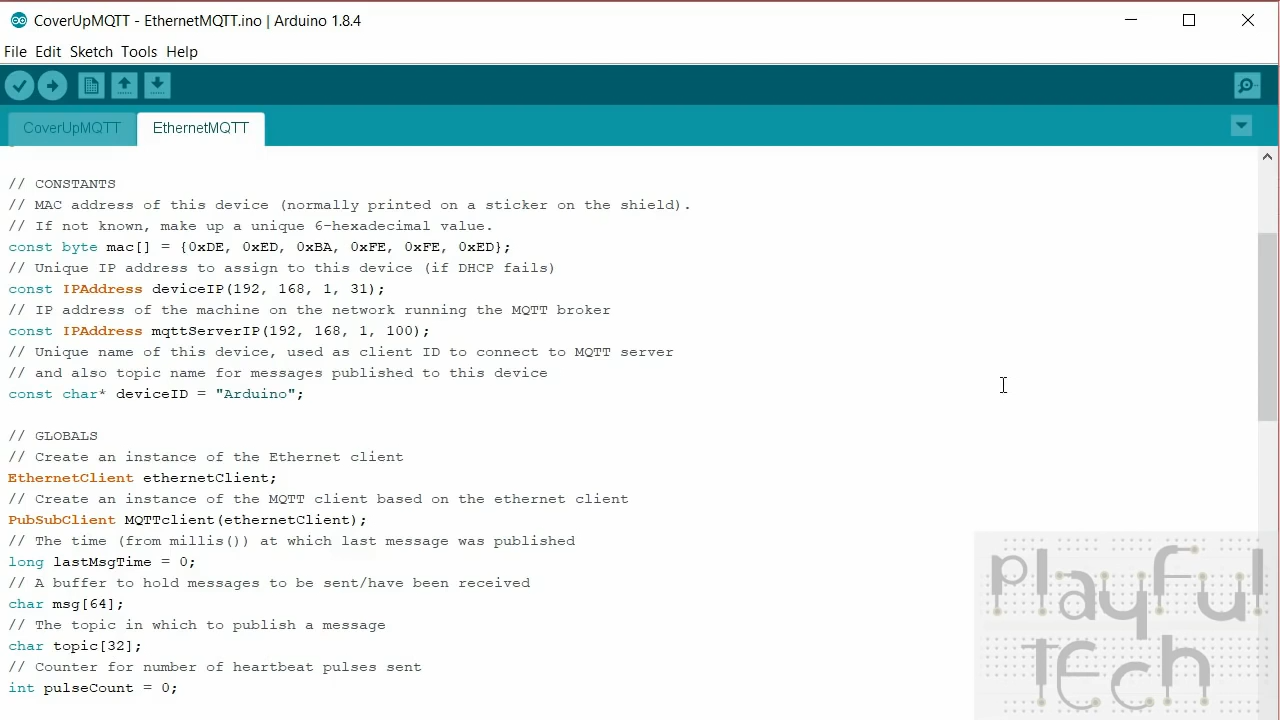 CoverUpMQTT - EthernetMQTT.ino | Arduino 1.8.4
File Edit Sketch Tools Help
CoverUpMQTT EthernetMQTT
// CONSTANTS
// MAC address of this device (normally printed on a sticker on the shield).
// If not known, make up a unique 6-hexadecimal value.
const byte mac[] = {0xDE, 0xED, 0xBA, 0xFE, 0xFE, 0xED};
// Unique IP address to assign to this device (if DHCP fails)
const IPAddress deviceIP(192, 168, 1, 31);
// IP address of the machine on the network running the MQTT broker
const IPAddress mqttServerIP(192, 168, 1, 100);
// Unique name of this device, used as client ID to connect to MQTT server
// and also topic name for messages published to this device
const char* deviceID = "Arduino";
// GLOBALS
// Create an instance of the Ethernet client
EthernetClient ethernetClient;
// Create an instance of the MQTT client based on the ethernet client
PubSubClient MQTTclient(ethernetClient);
// The time (from millis()) at which last message was published
long lastMsgTime = 0;
// A buffer to hold messages to be sent/have been received
char msg[64];
// The topic in which to publish a message
char topic[32];
// Counter for number of heartbeat pulses sent
int pulseCount = 0;
playful
tech